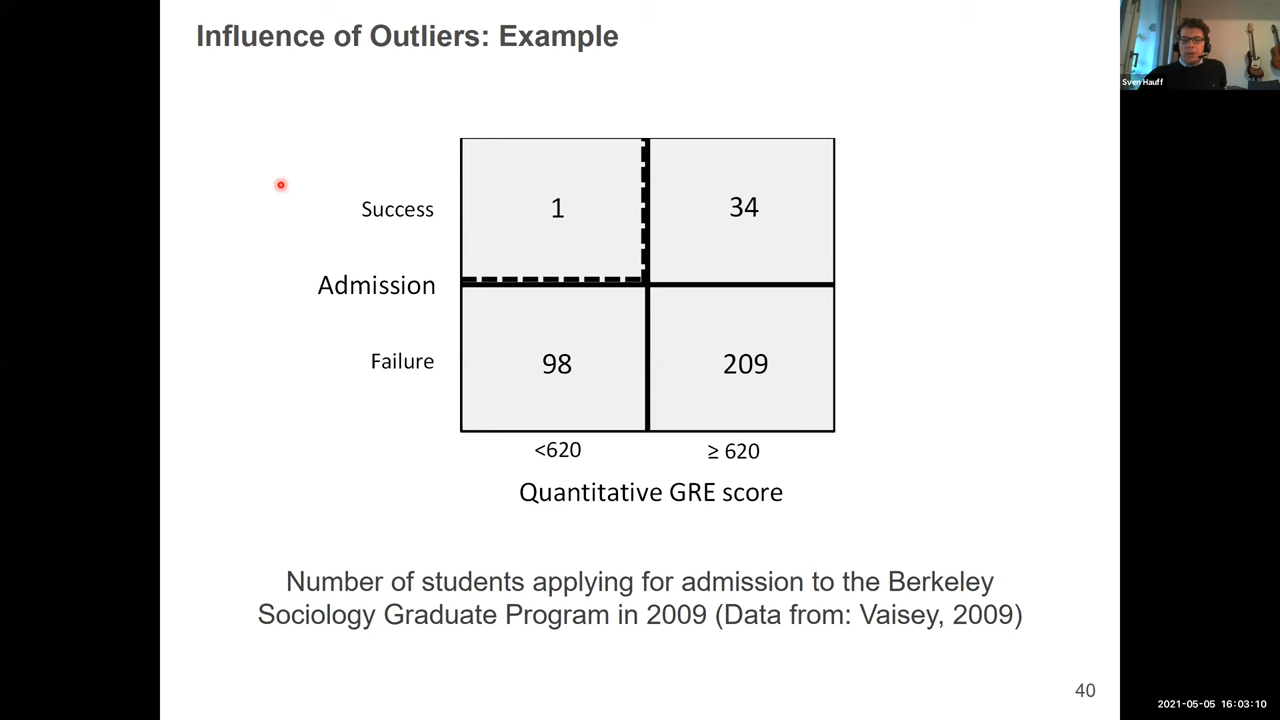 Influence of Outliers: Example
Sven Hauff
Success
1
34
Admission
Failure
98
209
<620
≥ 620
Quantitative GRE score
Number of students applying for admission to the Berkeley
Sociology Graduate Program in 2009 (Data from: Vaisey, 2009)
40
2021-05-05 16:03:10